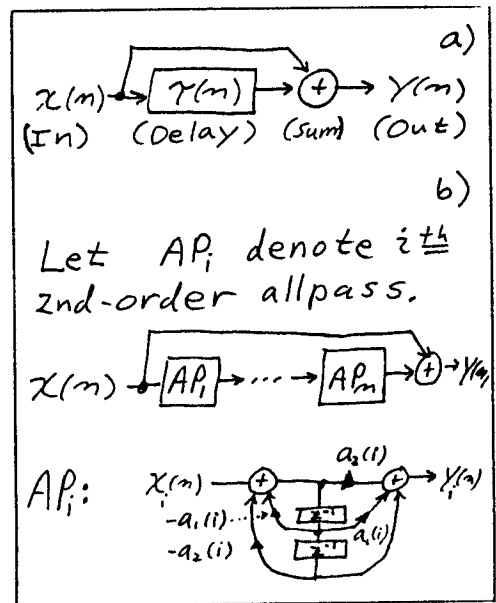 a)
x(n) τ(n) + Y(n)
(In) (Delay) (Sum) (Out)
b)
Let APᵢ denote i th
2nd-order allpass.
x(n) AP₁ ... APₘ + Y(n)
a₂(i)
APᵢ: xᵢ(n) + + Yᵢ(n)
-a₁(i) ... z⁻¹ a₁(i)
-a₂(i) z⁻¹